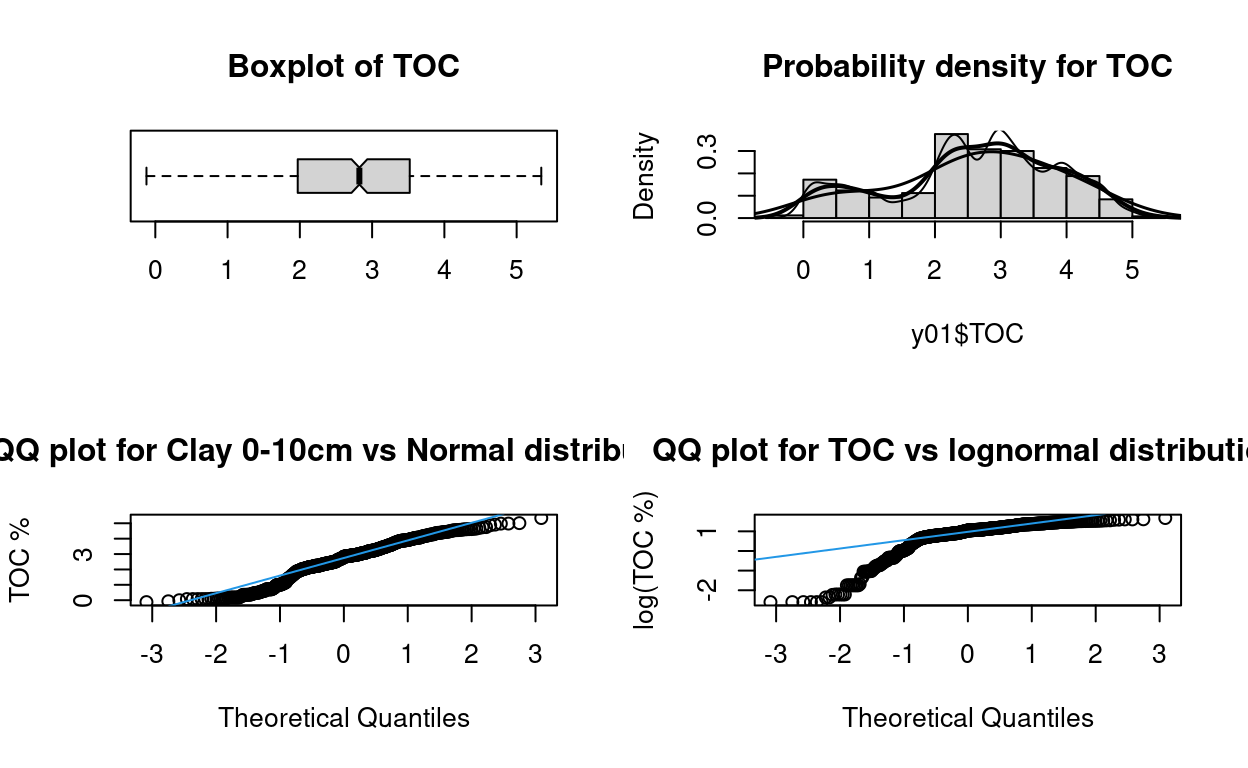 Boxplot of TOC
0 1 2 3 4 5
Probability density for TOC
Density
0.0 0.3
0 1 2 3 4 5
y01$TOC
QQ plot for Clay 0-10cm vs Normal distribu
TOC %
0 3
-3 -2 -1 0 1 2 3
Theoretical Quantiles
QQ plot for TOC vs lognormal distributio
log(TOC %)
-2 1
-3 -2 -1 0 1 2 3
Theoretical Quantiles